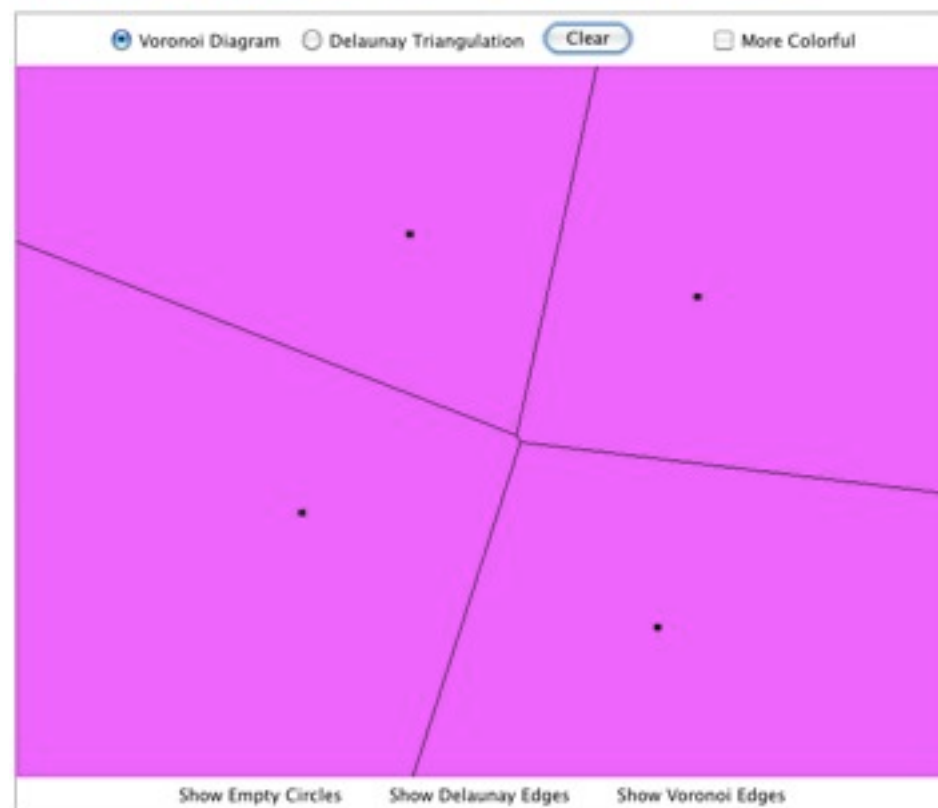 Voronoi Diagram Delaunay Triangulation Clear More Colorful
Show Empty Circles Show Delaunay Edges Show Voronoi Edges